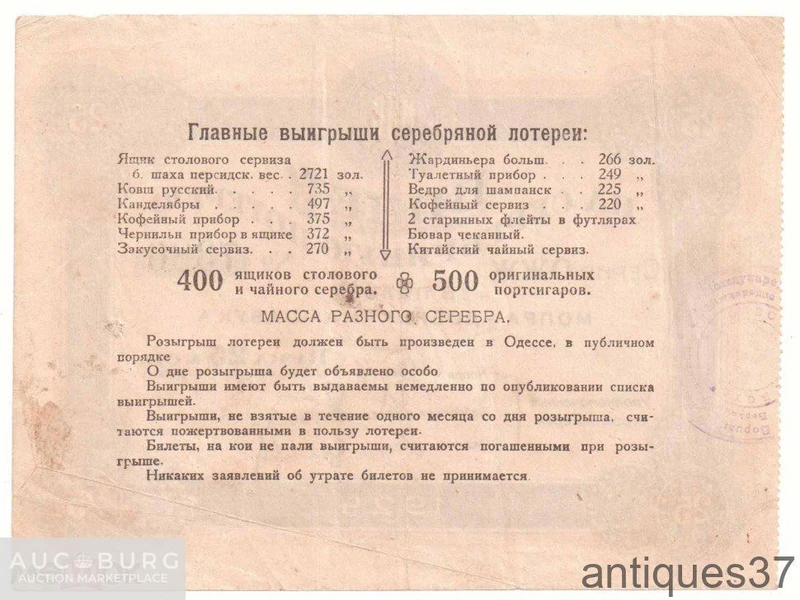 Главные выигрыши серебряной лотереи:
Ящик столового сервиза
б. шаха персидск. вес. . 2721 зол.
Ковш русский. . . . . 735 „
Канделябры . . . . . 497 „
Кофейный прибор . . . 375 „
Чернильн прибор в ящике 372 „
Закусочный сервиз. . . 270 „
Жардиньера больш. . . 266 зол.
Туалетный прибор . . . 249 „
Ведро для шампанск . . 225 „
Кофейный сервиз . . . 220 „
2 старинных флейты в футлярах
Бювар чеканный.
Китайский чайный сервиз.
400 ящиков столового
и чайного серебра.
500 оригинальных
портсигаров.
МАССА РАЗНОГО СЕРЕБРА.
Розыгрыш лотереи должен быть произведен в Одессе, в публичном
порядке
О дне розыгрыша будет объявлено особо
Выигрыши имеют быть выдаваемы немедленно по опубликовании списка
выигрышей.
Выигрыши, не взятые в течение одного месяца со дня розыгрыша, счи-
таются пожертвованными в пользу лотереи.
Билеты, на кои не пали выигрыши, считаются погашенными при розы-
грыше.
Никаких заявлений об утрате билетов не принимается
AUC BURG
AUCTION MARKETPLACE
antiques37